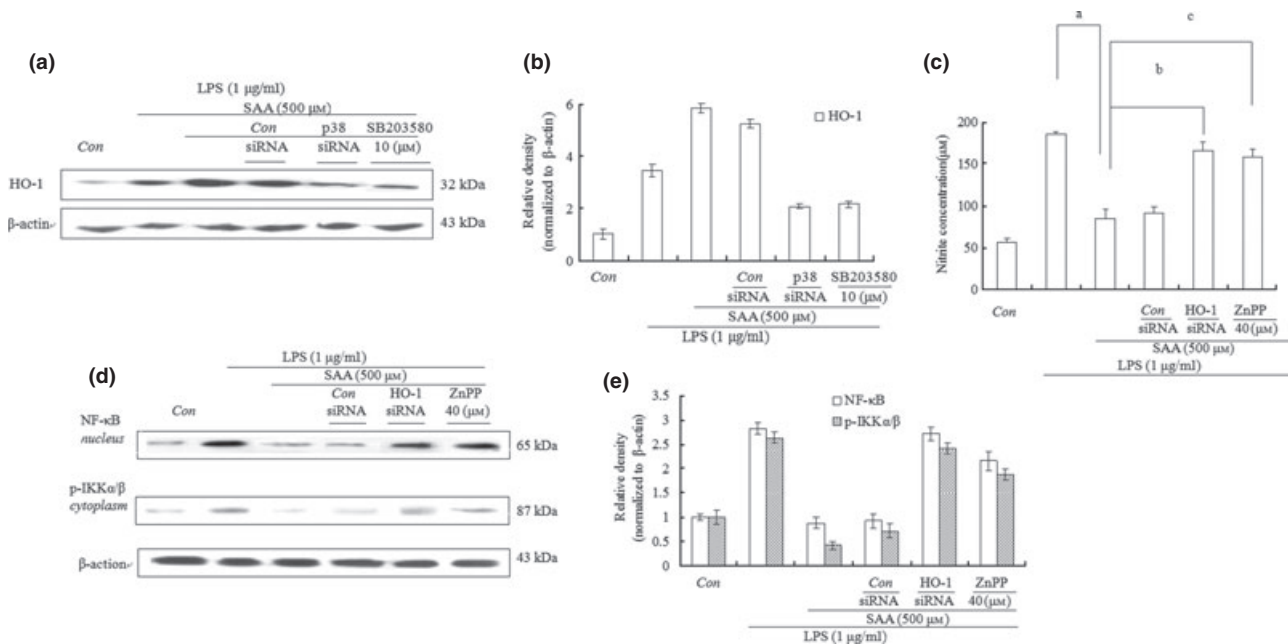 (a)
LPS (1 µg/ml)
SAA (500 µM)
Con p38 SB203580
Con siRNA siRNA 10 (µM)
HO-1 32 kDa
β-actin 43 kDa
(b)
Relative density
(normalized to β-actin)
6
4
2
0
HO-1
Con Con p38 SB203580
siRNA siRNA 10 (µM)
SAA (500 µM)
LPS (1 µg/ml)
(c)
a
c
b
Nitrite concentration(µM)
200
150
100
50
0
Con HO-1 ZnPP
Con siRNA siRNA 40 (µM)
SAA (500 µM)
LPS (1 µg/ml)
(d)
LPS (1 µg/ml)
SAA (500 µM)
Con HO-1 ZnPP
Con siRNA siRNA 40 (µM)
NF-κB
nucleus 65 kDa
p-IKKα/β
cytoplasm 87 kDa
β-action 43 kDa
(e)
Relative density
(normalized to β-actin)
3.5
3
2.5
2
1.5
1
0.5
0
NF-κB
p-IKKα/β
Con Con HO-1 ZnPP
siRNA siRNA 40 (µM)
SAA (500 µM)
LPS (1 µg/ml)